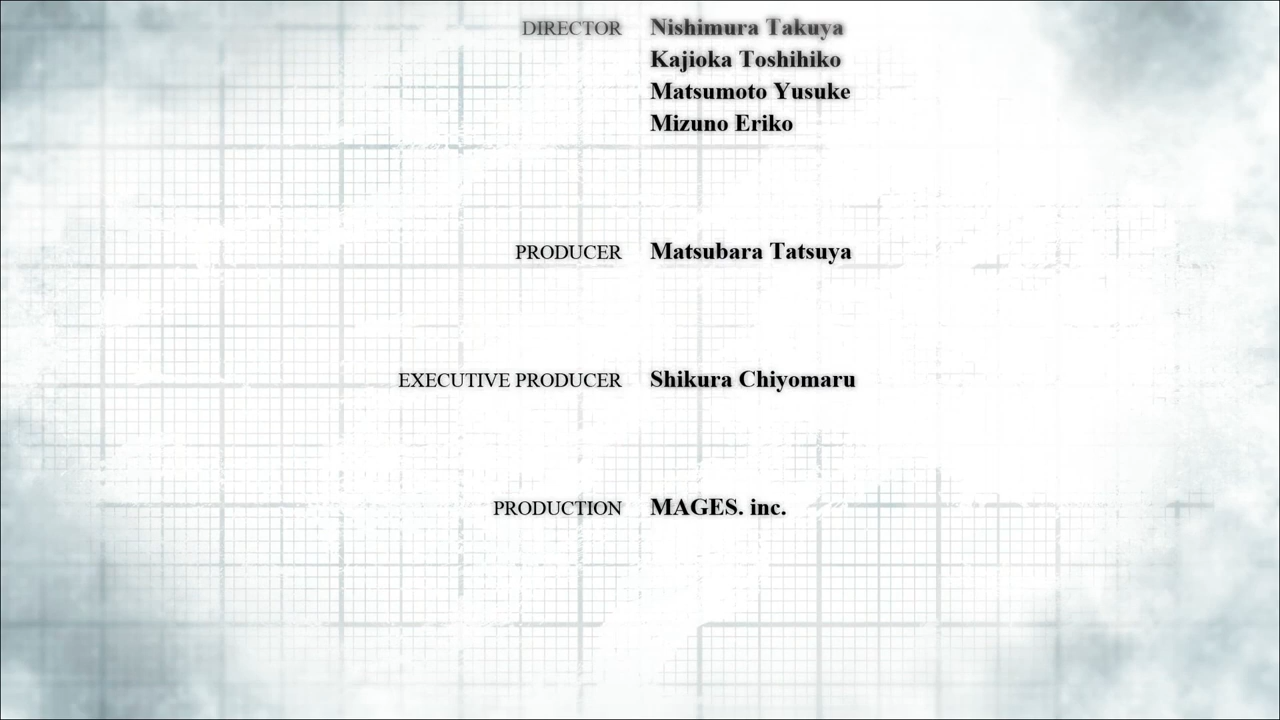 DIRECTOR Nishimura Takuya
Kajioka Toshihiko
Matsumoto Yusuke
Mizuno Eriko
PRODUCER Matsubara Tatsuya
EXECUTIVE PRODUCER Shikura Chiyomaru
PRODUCTION MAGES. inc.